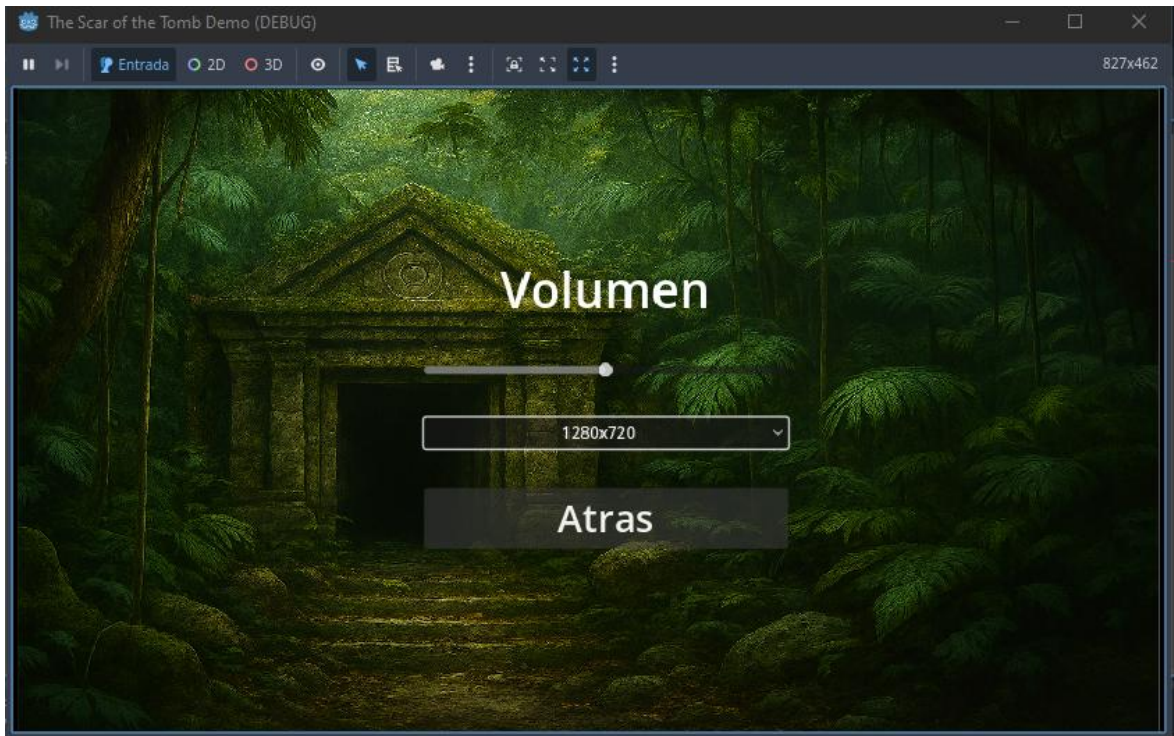 The Scar of the Tomb Demo (DEBUG)
Entrada 2D 3D 827x462
Volumen
1280x720
Atras